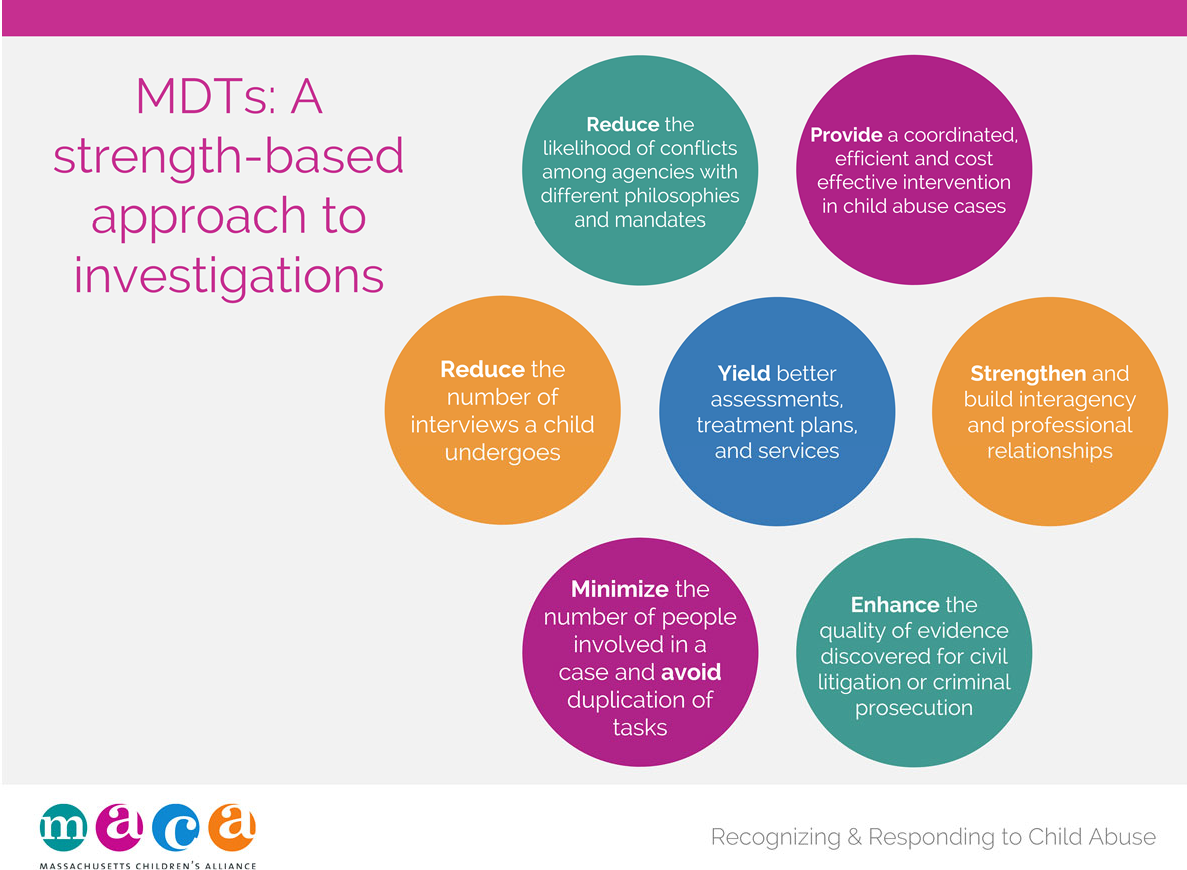 MDTs: A
strength-based
approach to
investigations
Reduce the
likelihood of conflicts
among agencies with
different philosophies
and mandates
Provide a coordinated,
efficient and cost
effective intervention
in child abuse cases
Reduce the
number of
interviews a child
undergoes
Yield better
assessments,
treatment plans,
and services
Strengthen and
build interagency
and professional
relationships
Minimize the
number of people
involved in a
case and avoid
duplication of
tasks
Enhance the
quality of evidence
discovered for civil
litigation or criminal
prosecution
maca
MASSACHUSETTS CHILDREN'S ALLIANCE
Recognizing & Responding to Child Abuse